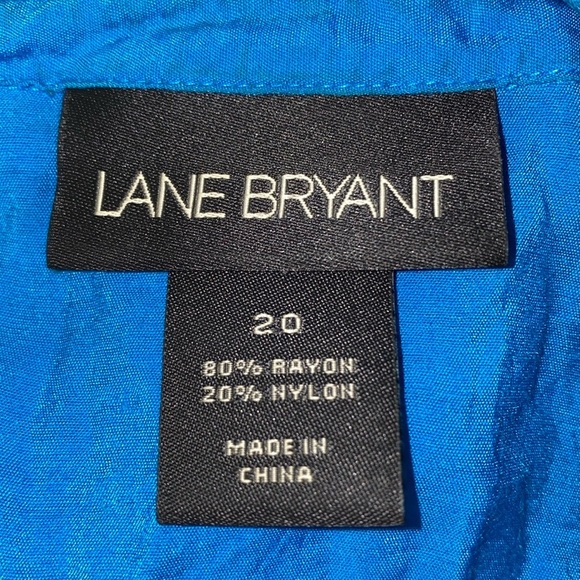 LANE BRYANT
20
80% RAYON
20% NYLON
MADE IN
CHINA